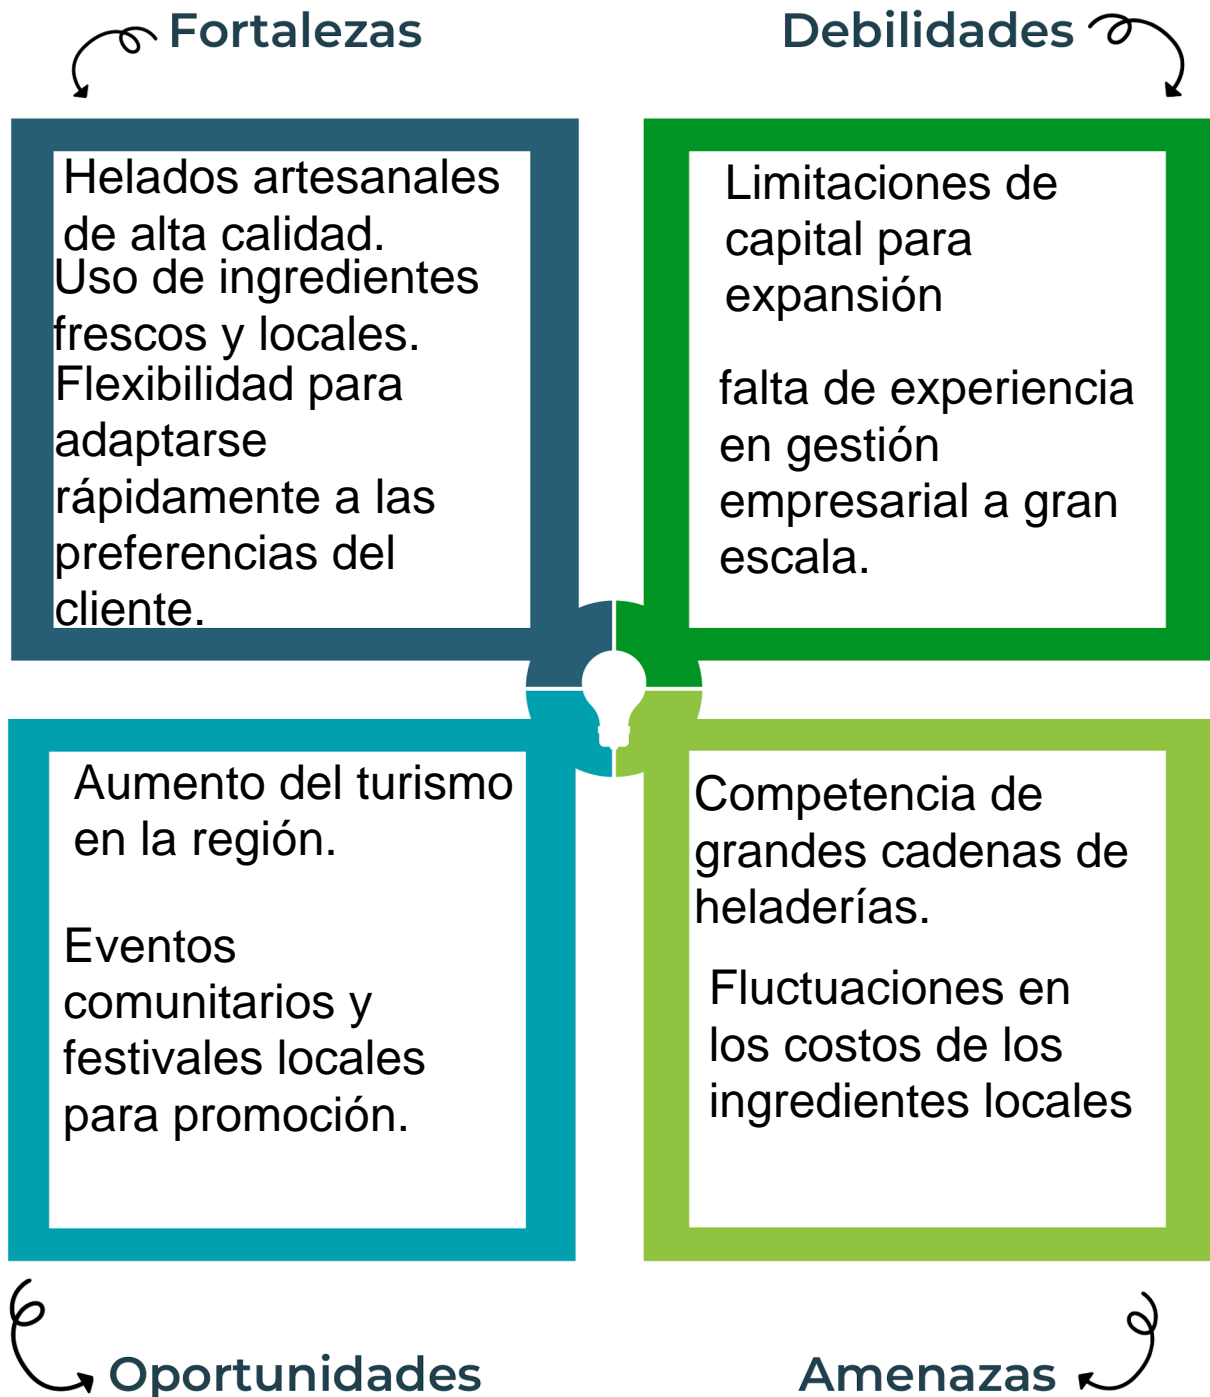 Fortalezas
Helados artesanales
de alta calidad.
Uso de ingredientes
frescos y locales.
Flexibilidad para
adaptarse
rápidamente a las
preferencias del
cliente.
Debilidades
Limitaciones de
capital para
expansión
falta de experiencia
en gestión
empresarial a gran
escala.
Aumento del turismo
en la región.
Eventos
comunitarios y
festivales locales
para promoción.
Oportunidades
Competencia de
grandes cadenas de
heladerías.
Fluctuaciones en
los costos de los
ingredientes locales
Amenazas